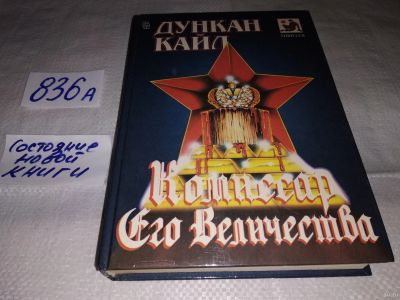 836А
Состояние
новой
книги
ДУНКАН
КАЙЛ
Комиссар
Его Величества